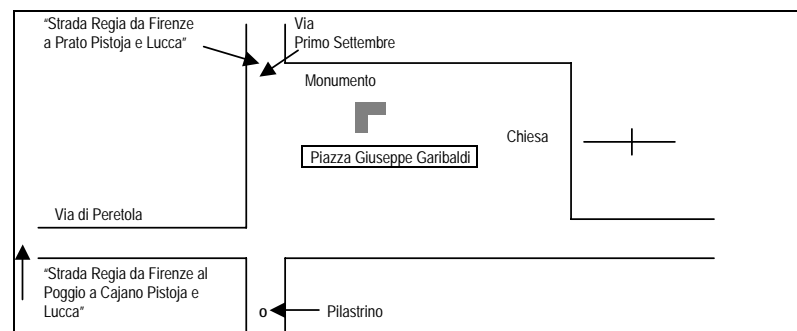 “Strada Regia da Firenze
a Prato Pistoja e Lucca”
Via
Primo Settembre
Monumento
Chiesa
Piazza Giuseppe Garibaldi
Via di Peretola
“Strada Regia da Firenze al
Poggio a Cajano Pistoja e
Lucca”
o
Pilastrino